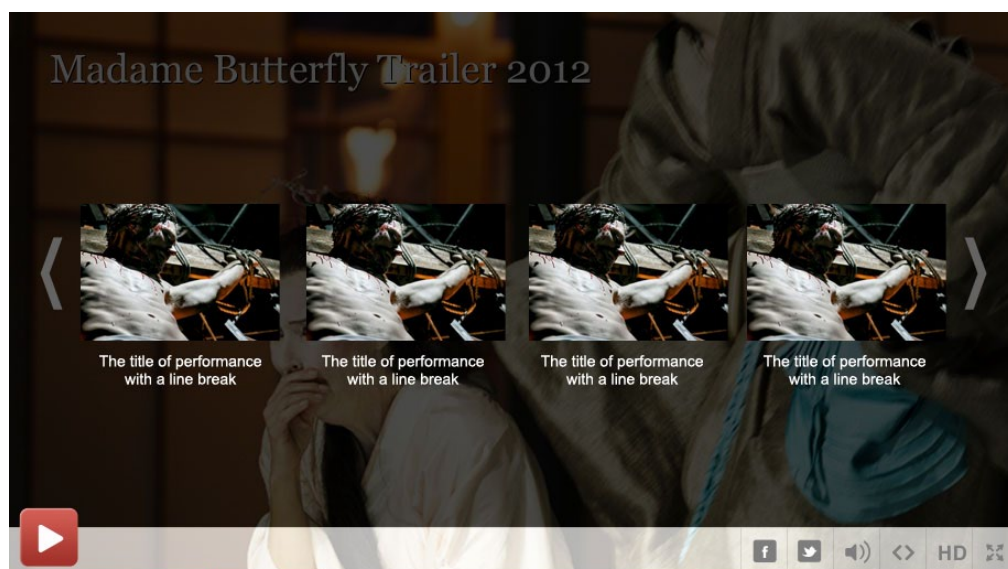 Madame Butterfly Trailer 2012
The title of performance
with a line break
The title of performance
with a line break
The title of performance
with a line break
The title of performance
with a line break
f
HD